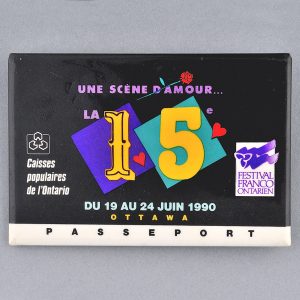 UNE SCÈNE D'AMOUR...
LA 15e
Caisses
populaires
de l'Ontario
FESTIVAL
FRANCO
ONTARIEN
DU 19 AU 24 JUIN 1990
OTTAWA
PASSEPORT